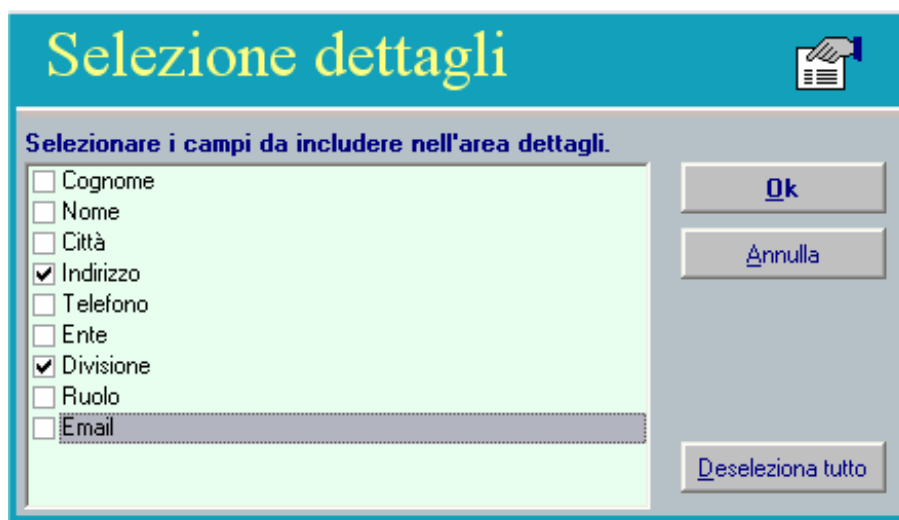 Selezione dettagli
Selezionare i campi da includere nell'area dettagli.
Cognome
Nome
Città
Indirizzo
Telefono
Ente
Divisione
Ruolo
Email
Ok
Annulla
Deseleziona tutto